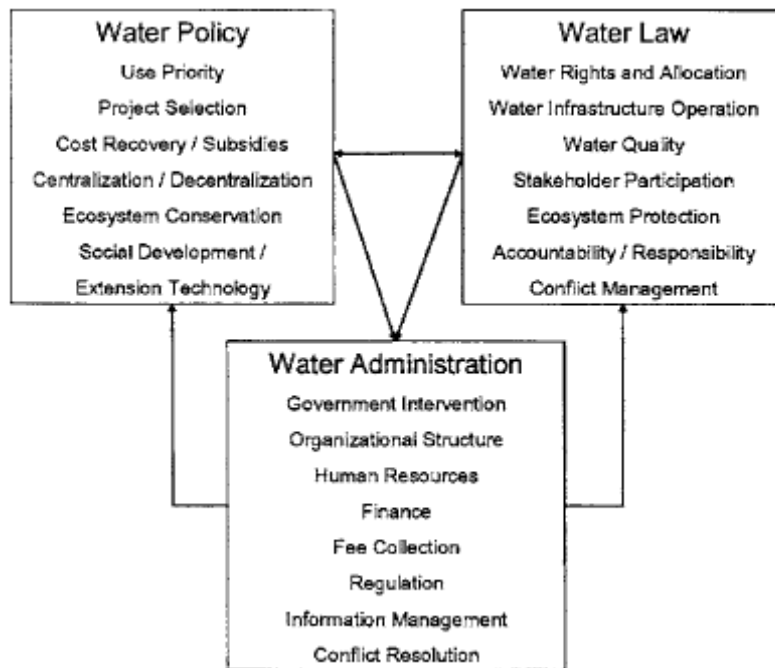 Water Policy
Use Priority
Project Selection
Cost Recovery / Subsidies
Centralization / Decentralization
Ecosystem Conservation
Social Development /
Extension Technology
Water Law
Water Rights and Allocation
Water Infrastructure Operation
Water Quality
Stakeholder Participation
Ecosystem Protection
Accountability / Responsibility
Conflict Management
Water Administration
Government Intervention
Organizational Structure
Human Resources
Finance
Fee Collection
Regulation
Information Management
Conflict Resolution